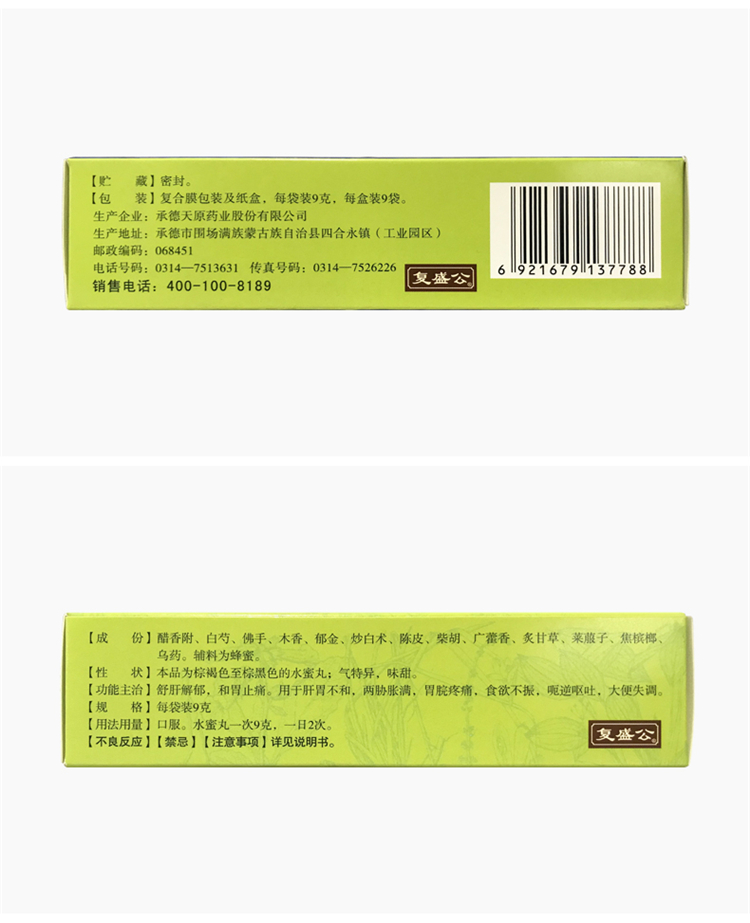 【贮　　藏】密封。
【包　　装】复合膜包装及纸盒，每袋装9克，每盒装9袋。
生产企业：承德天原药业股份有限公司
生产地址：承德市围场满族蒙古族自治县四合永镇（工业园区）
邮政编码：068451
电话号码：0314—7513631　传真号码：0314—7526226
销售电话：400-100-8189
复盛公
6 921679 137788
【成　　份】醋香附、白芍、佛手、木香、郁金、炒白术、陈皮、柴胡、广藿香、炙甘草、莱菔子、焦槟榔、
乌药。辅料为蜂蜜。
【性　　状】本品为棕褐色至棕黑色的水蜜丸；气特异，味甜。
【功能主治】舒肝解郁，和胃止痛。用于肝胃不和，两胁胀满，胃脘疼痛，食欲不振，呃逆呕吐，大便失调。
【规　　格】每袋装9克
【用法用量】口服。水蜜丸一次9克，一日2次。
【不良反应】【禁忌】【注意事项】详见说明书。
复盛公